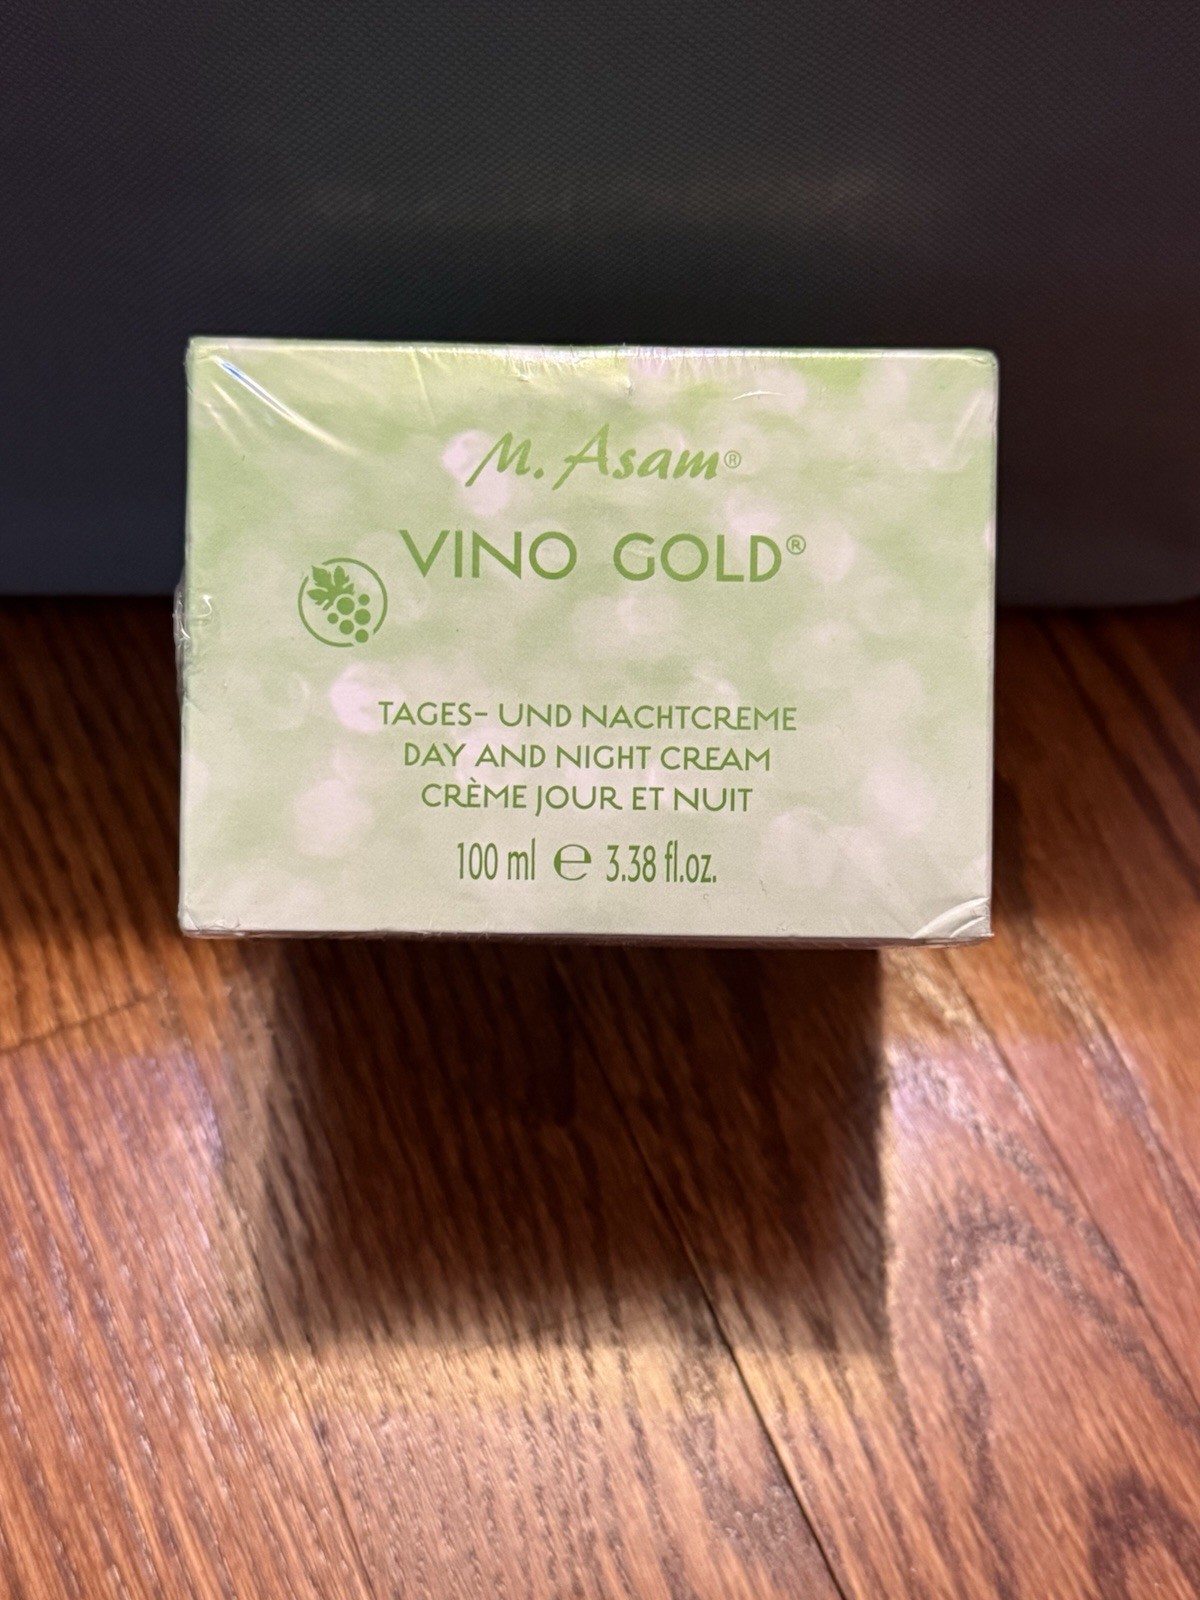 M. Asam®
VINO GOLD®
TAGES- UND NACHTCREME
DAY AND NIGHT CREAM
CRÈME JOUR ET NUIT
100 ml ℮ 3.38 fl.oz.